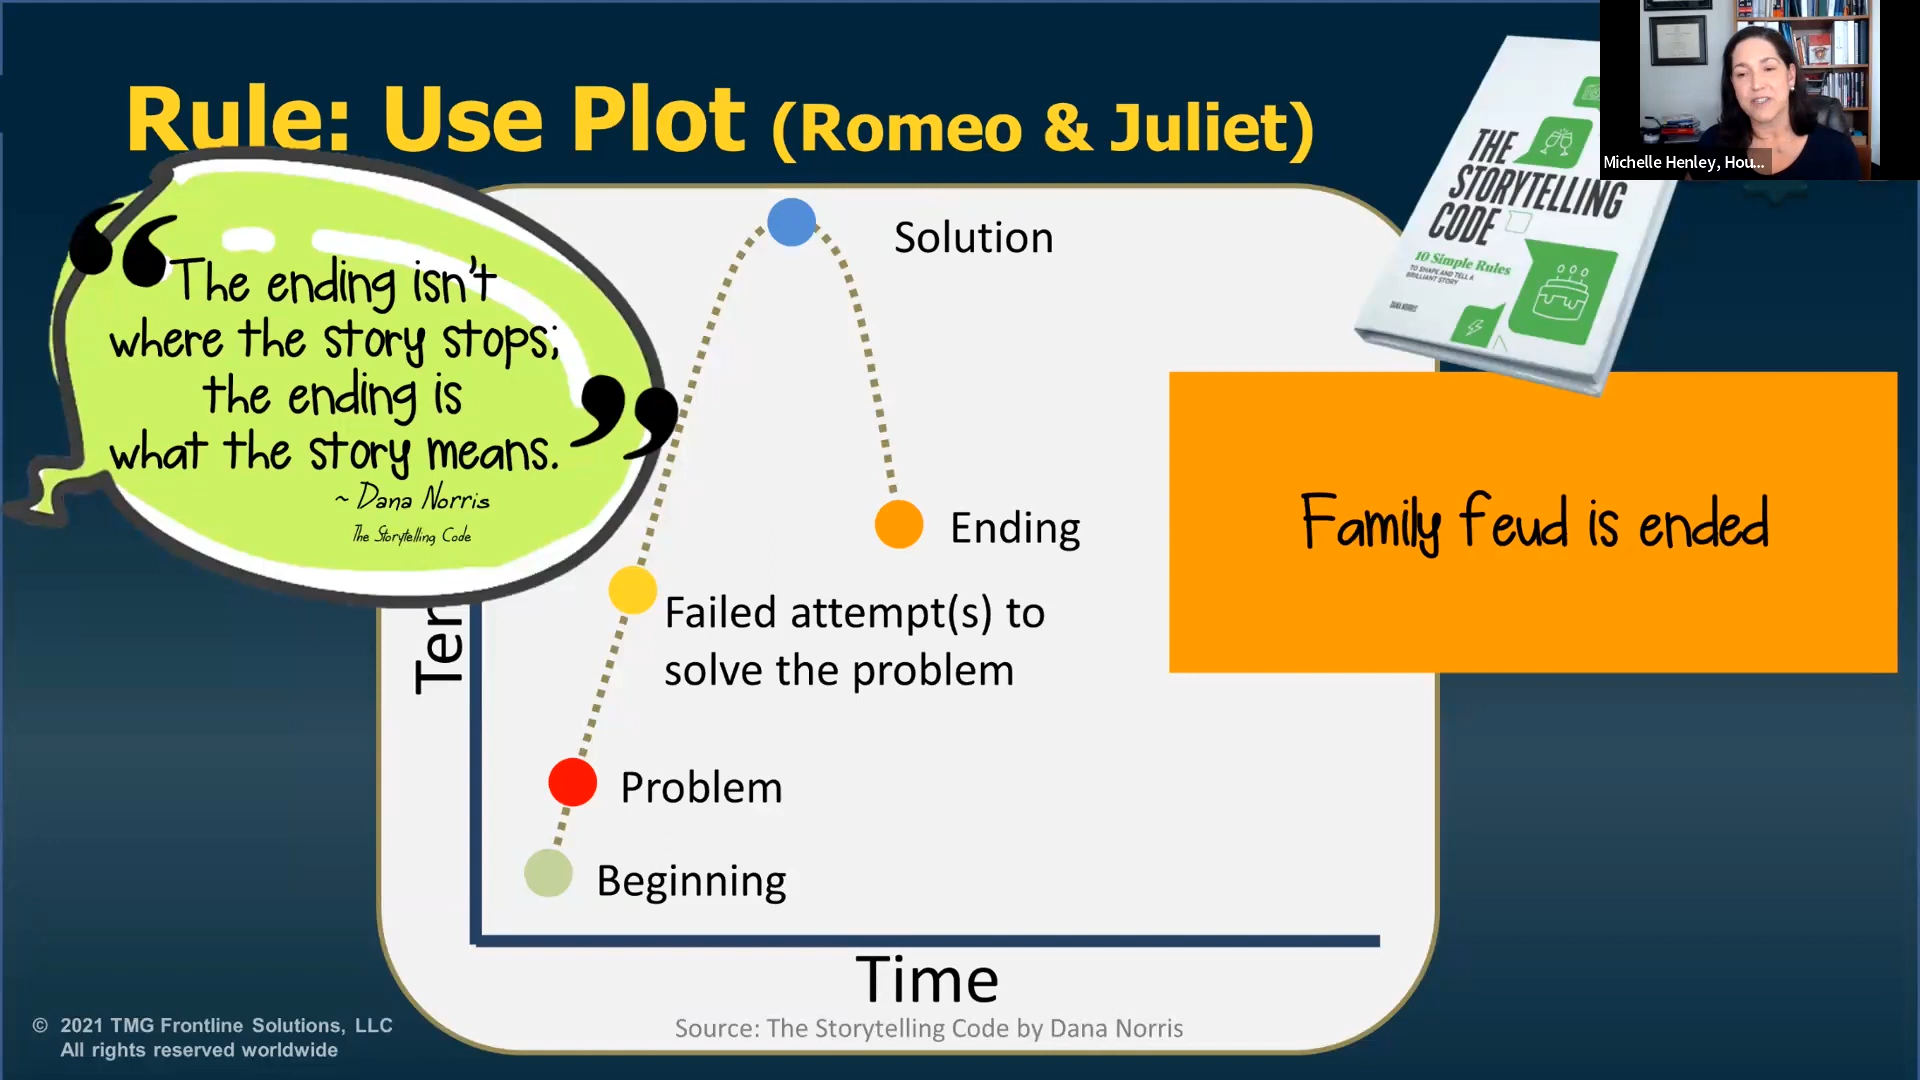 Rule: Use Plot (Romeo & Juliet)
“The ending isn't
where the story stops;
the ending is
what the story means.”
~ Dana Norris
The Storytelling Code
Solution
Ending
Failed attempt(s) to
solve the problem
Problem
Beginning
Time
Source: The Storytelling Code by Dana Norris
Family feud is ended
THE
STORYTELLING
CODE
10 Simple Rules
TO SHAPE AND TELL A
BRILLIANT STORY
DANA NORRIS
Michelle Henley, Hou...
© 2021 TMG Frontline Solutions, LLC
All rights reserved worldwide